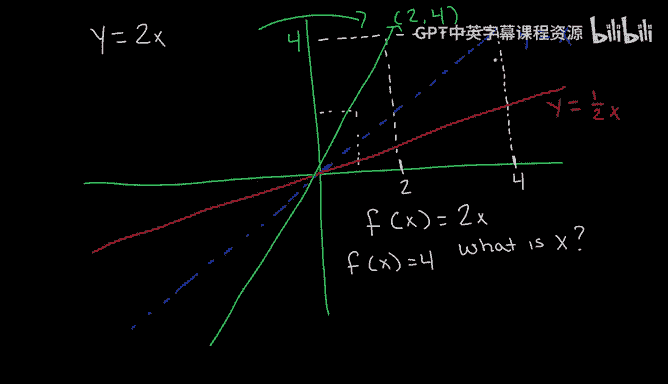 y = 2x
(2,4)
GPT中英字幕课程资源 bilibili
4
y = 1/2 x
2
4
f(x) = 2x
f(x) = 4 what is x?